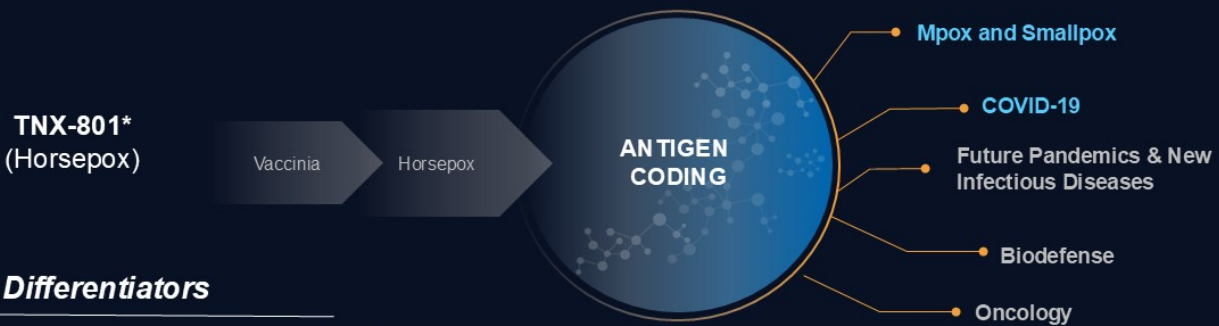 TNX-801*
(Horsepox)
Vaccinia
Horsepox
ANTIGEN
CODING
Mpox and Smallpox
COVID-19
Future Pandemics & New
Infectious Diseases
Biodefense
Oncology
Differentiators